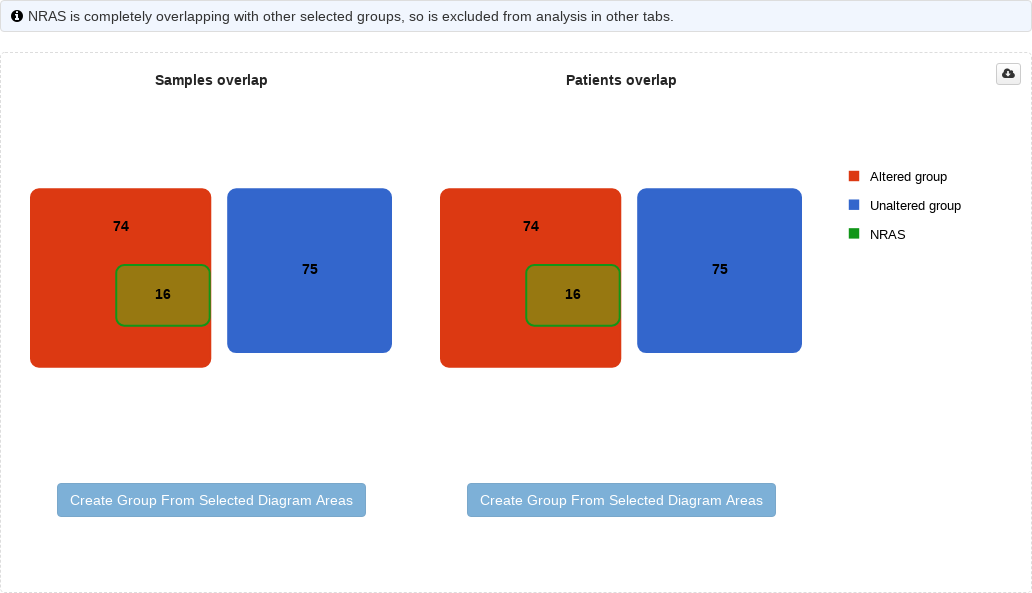 NRAS is completely overlapping with other selected groups, so is excluded from analysis in other tabs.
Samples overlap
Patients overlap
74
16
75
74
16
75
Altered group
Unaltered group
NRAS
Create Group From Selected Diagram Areas
Create Group From Selected Diagram Areas